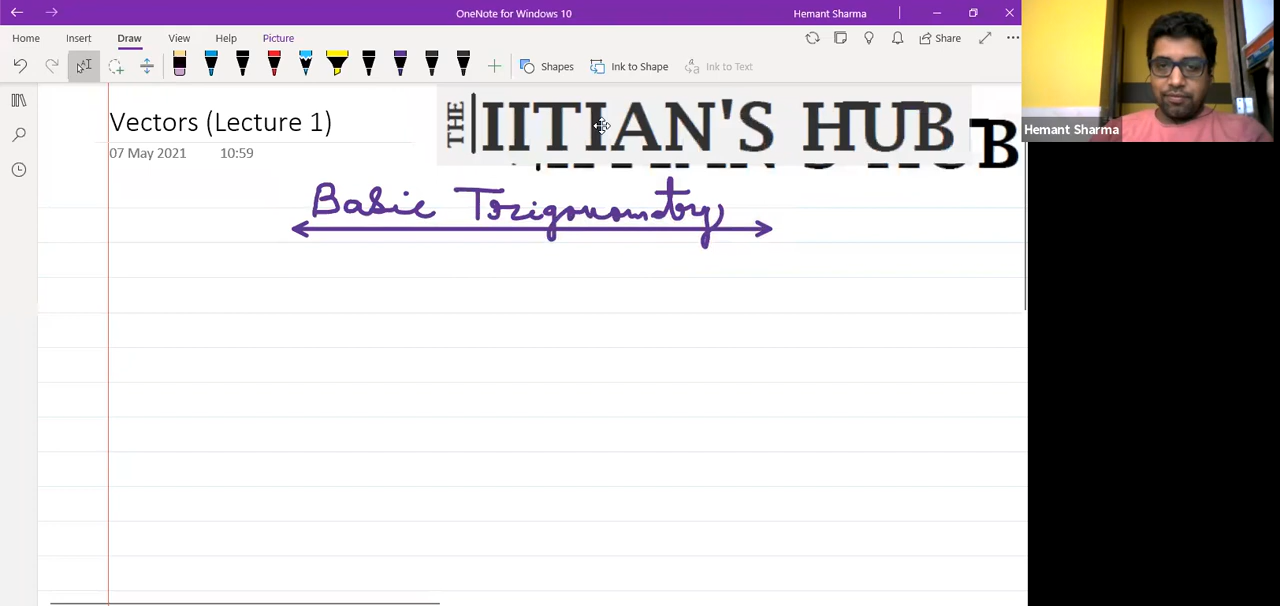 OneNote for Windows 10
Hemant Sharma
Home Insert Draw View Help Picture
Share
Shapes Ink to Shape Ink to Text
Vectors (Lecture 1)
07 May 2021 10:59
THE IITIAN'S HUB
Basic Trigonometry
Hemant Sharma